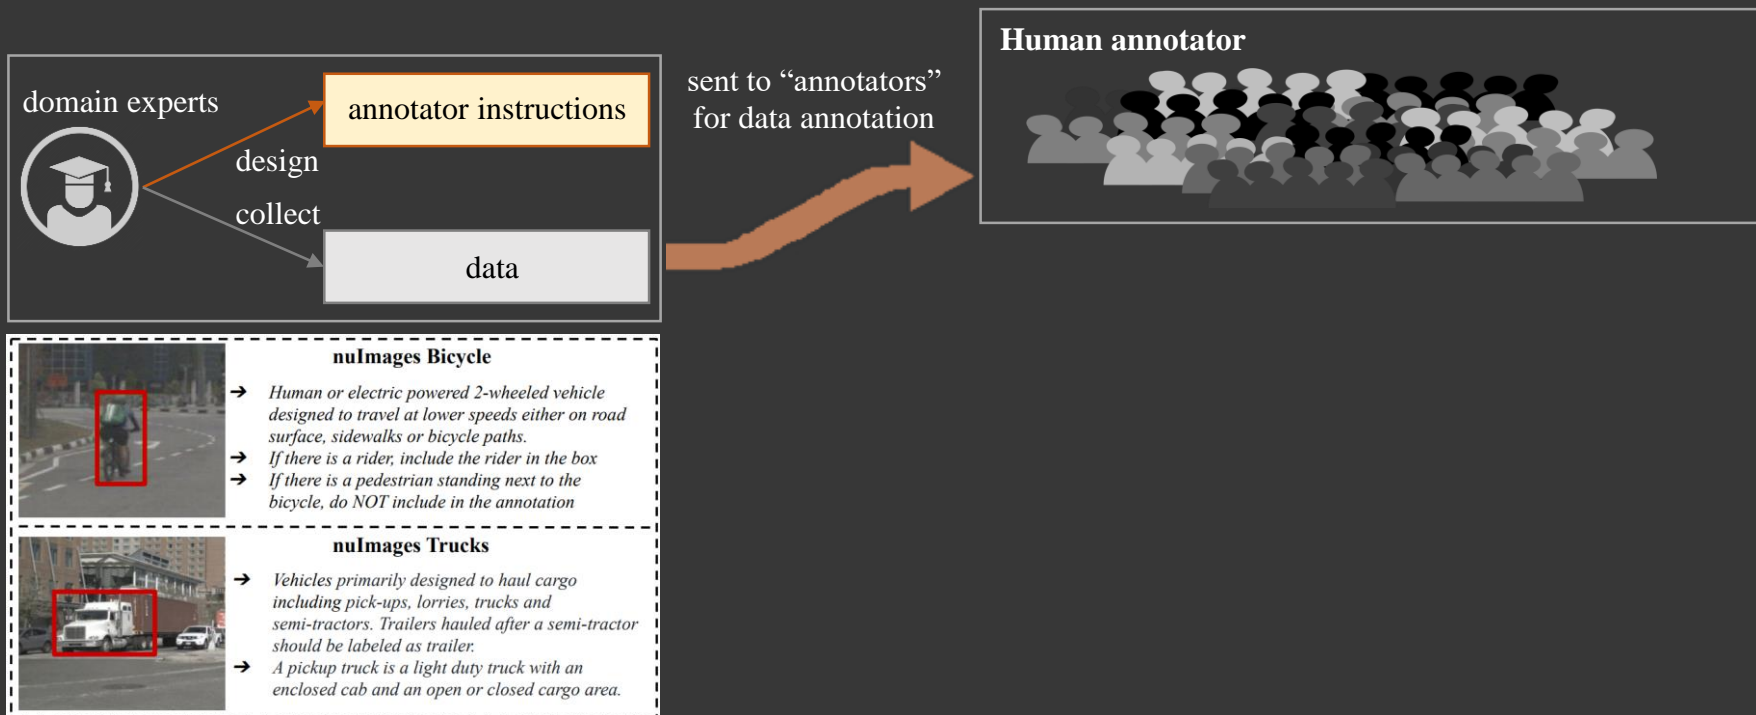 domain experts
annotator instructions
design
collect
data
sent to “annotators”
for data annotation
Human annotator
nuImages Bicycle
➔ Human or electric powered 2-wheeled vehicle
designed to travel at lower speeds either on road
surface, sidewalks or bicycle paths.
➔ If there is a rider, include the rider in the box
➔ If there is a pedestrian standing next to the
bicycle, do NOT include in the annotation
nuImages Trucks
➔ Vehicles primarily designed to haul cargo
including pick-ups, lorries, trucks and
semi-tractors. Trailers hauled after a semi-tractor
should be labeled as trailer.
➔ A pickup truck is a light duty truck with an
enclosed cab and an open or closed cargo area.